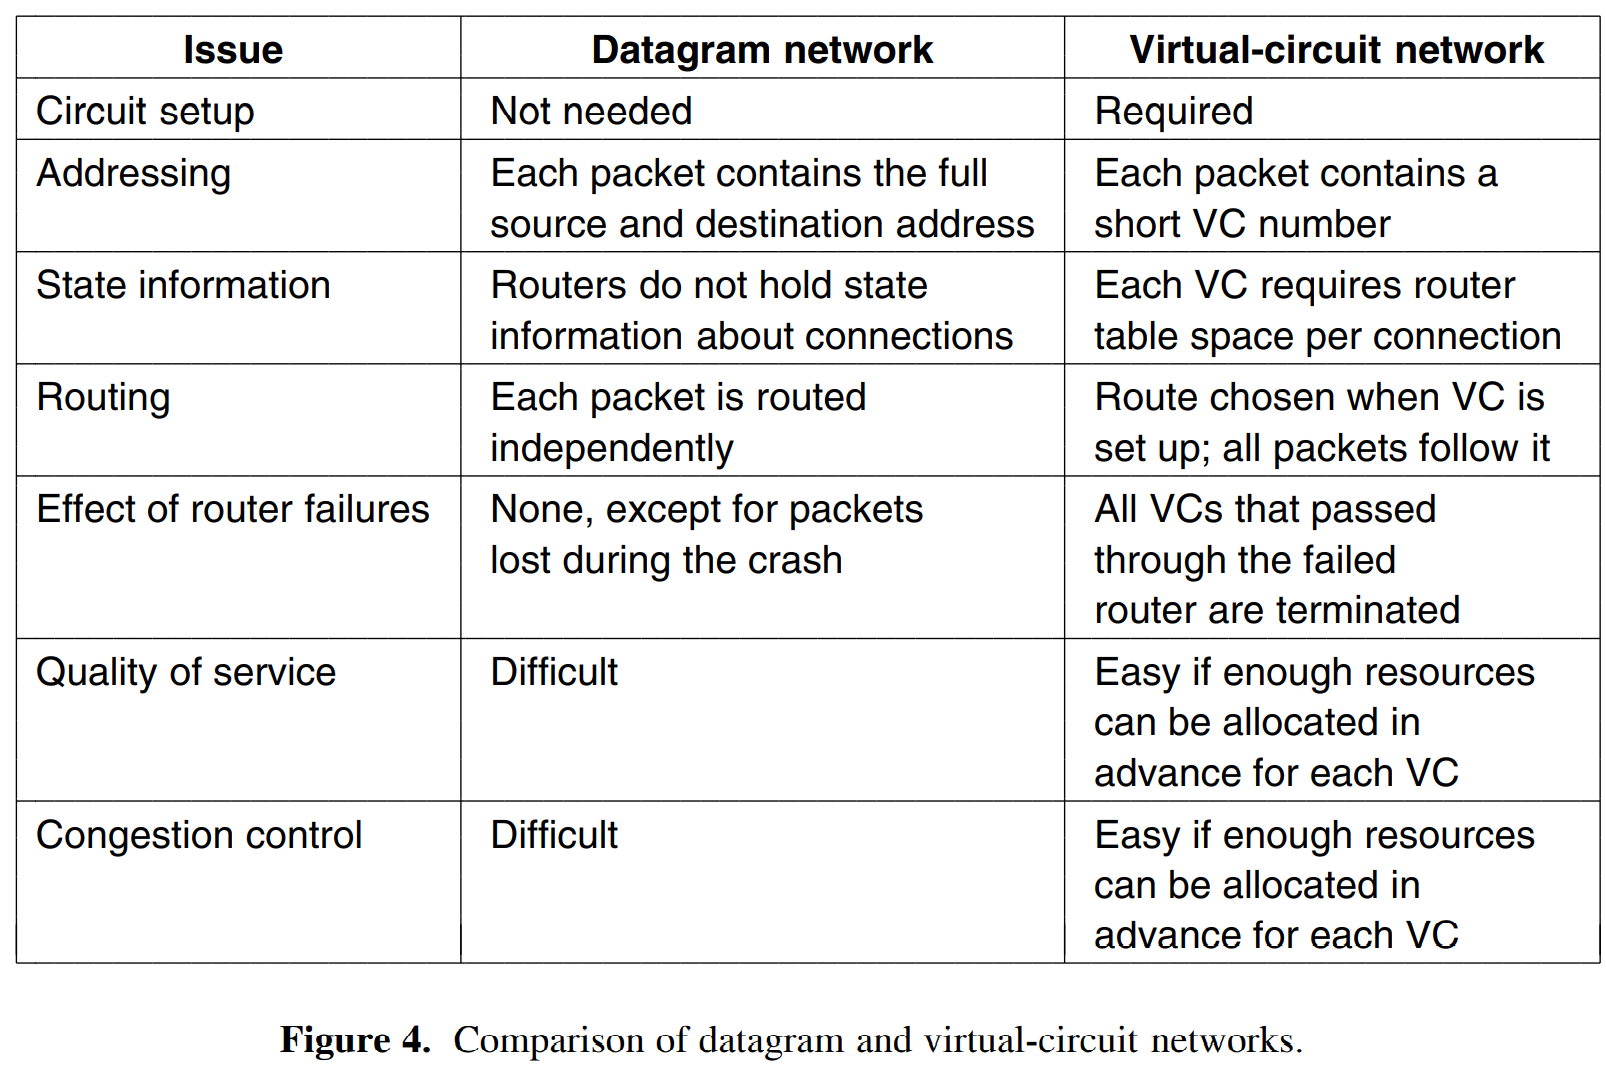 Issue Datagram network Virtual-circuit network
Circuit setup Not needed Required
Addressing Each packet contains the full Each packet contains a
source and destination address short VC number
State information Routers do not hold state Each VC requires router
information about connections table space per connection
Routing Each packet is routed Route chosen when VC is
independently set up; all packets follow it
Effect of router failures None, except for packets All VCs that passed
lost during the crash through the failed
router are terminated
Quality of service Difficult Easy if enough resources
can be allocated in
advance for each VC
Congestion control Difficult Easy if enough resources
can be allocated in
advance for each VC
Figure 4. Comparison of datagram and virtual-circuit networks.